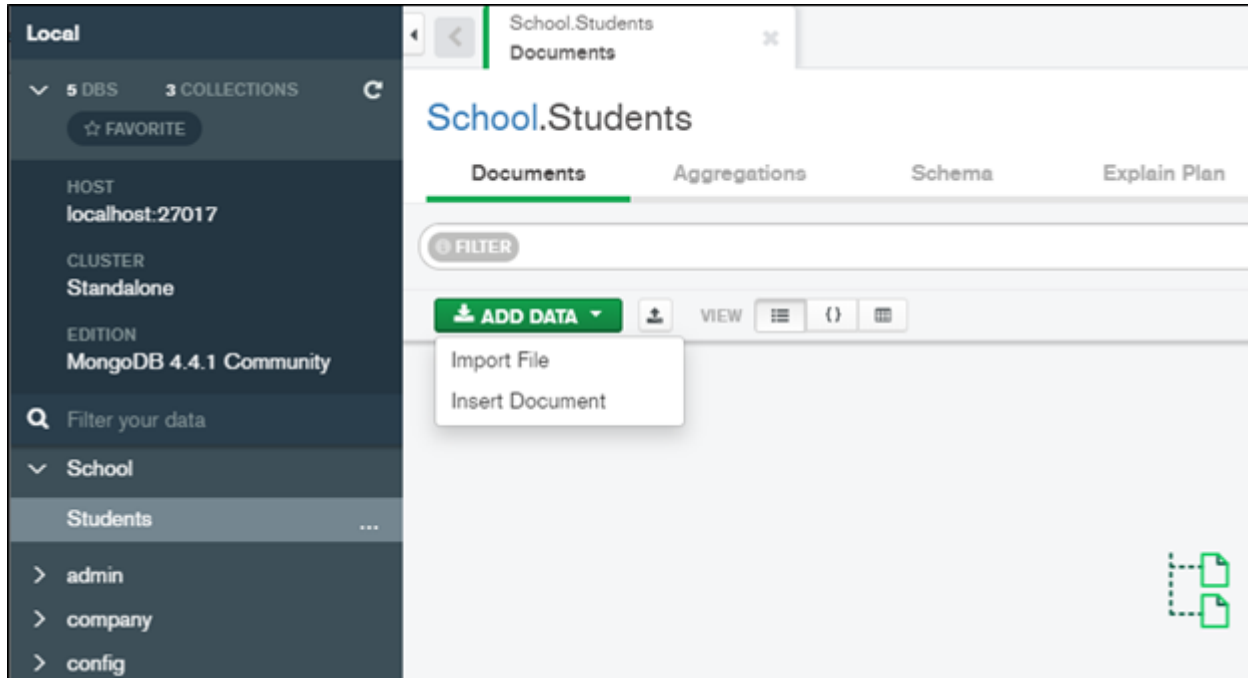 Local
5 DBS 3 COLLECTIONS
FAVORITE
HOST
localhost:27017
CLUSTER
Standalone
EDITION
MongoDB 4.4.1 Community
Filter your data
School
Students ...
admin
company
config
School.Students
Documents
School.Students
Documents Aggregations Schema Explain Plan
FILTER
ADD DATA VIEW {}
Import File
Insert Document